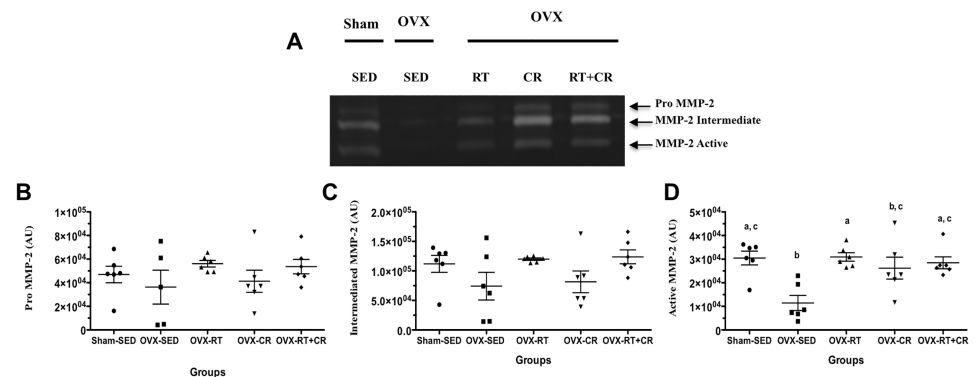 Sham OVX OVX
A
SED SED RT CR RT+CR
Pro MMP-2
MMP-2 Intermediate
MMP-2 Active
B
Pro MMP-2 (AU)
1×10⁰⁵
8×10⁰⁴
6×10⁰⁴
4×10⁰⁴
2×10⁰⁴
0
Sham-SED OVX-SED OVX-RT OVX-CR OVX-RT+CR
Groups
C
Intermediated MMP-2 (AU)
2.0×10⁰⁵
1.5×10⁰⁵
1.0×10⁰⁵
5.0×10⁰⁴
0.0
Sham-SED OVX-SED OVX-RT OVX-CR OVX-RT+CR
Groups
D
Active MMP-2 (AU)
5×10⁰⁴
4×10⁰⁴
3×10⁰⁴
2×10⁰⁴
1×10⁰⁴
0
a, c b a b, c a, c
Sham-SED OVX-SED OVX-RT OVX-CR OVX-RT+CR
Groups